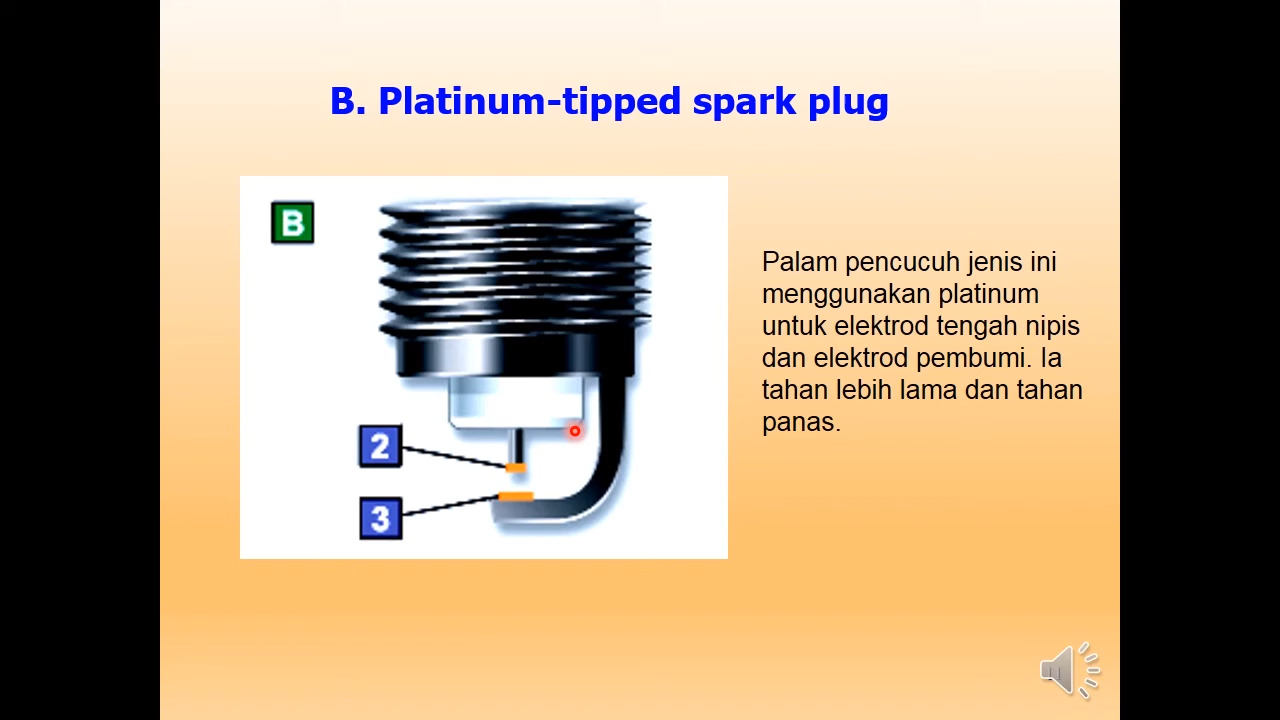 B. Platinum-tipped spark plug
B
Palam pencucuh jenis ini
menggunakan platinum
untuk elektrod tengah nipis
dan elektrod pembumi. Ia
tahan lebih lama dan tahan
panas.
2
3